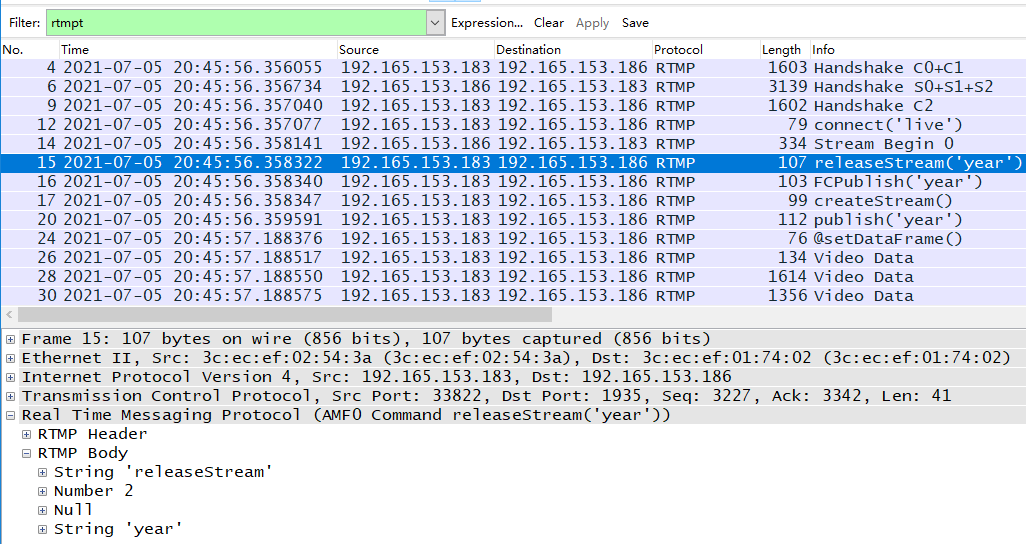 Filter: rtmpt Expression... Clear Apply Save
No. Time Source Destination Protocol Length Info
4 2021-07-05 20:45:56.356055 192.165.153.183 192.165.153.186 RTMP 1603 Handshake C0+C1
6 2021-07-05 20:45:56.356734 192.165.153.186 192.165.153.183 RTMP 3139 Handshake S0+S1+S2
9 2021-07-05 20:45:56.357040 192.165.153.183 192.165.153.186 RTMP 1602 Handshake C2
12 2021-07-05 20:45:56.357077 192.165.153.183 192.165.153.186 RTMP 79 connect('live')
14 2021-07-05 20:45:56.358141 192.165.153.186 192.165.153.183 RTMP 334 Stream Begin 0
15 2021-07-05 20:45:56.358322 192.165.153.183 192.165.153.186 RTMP 107 releaseStream('year')
16 2021-07-05 20:45:56.358340 192.165.153.183 192.165.153.186 RTMP 103 FCPublish('year')
17 2021-07-05 20:45:56.358347 192.165.153.183 192.165.153.186 RTMP 99 createStream()
20 2021-07-05 20:45:56.359591 192.165.153.183 192.165.153.186 RTMP 112 publish('year')
24 2021-07-05 20:45:57.188376 192.165.153.183 192.165.153.186 RTMP 76 @setDataFrame()
26 2021-07-05 20:45:57.188517 192.165.153.183 192.165.153.186 RTMP 134 Video Data
28 2021-07-05 20:45:57.188550 192.165.153.183 192.165.153.186 RTMP 1614 Video Data
30 2021-07-05 20:45:57.188575 192.165.153.183 192.165.153.186 RTMP 1356 Video Data
Frame 15: 107 bytes on wire (856 bits), 107 bytes captured (856 bits)
Ethernet II, Src: 3c:ec:ef:02:54:3a (3c:ec:ef:02:54:3a), Dst: 3c:ec:ef:01:74:02 (3c:ec:ef:01:74:02)
Internet Protocol Version 4, Src: 192.165.153.183, Dst: 192.165.153.186
Transmission Control Protocol, Src Port: 33822, Dst Port: 1935, Seq: 3227, Ack: 3342, Len: 41
Real Time Messaging Protocol (AMF0 Command releaseStream('year'))
RTMP Header
RTMP Body
String 'releaseStream'
Number 2
Null
String 'year'